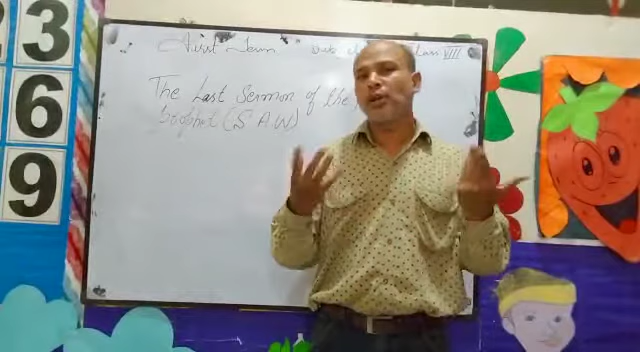 3
6
9
First Term
Class VIII
The Last Sermon of the
Prophet (S A W)